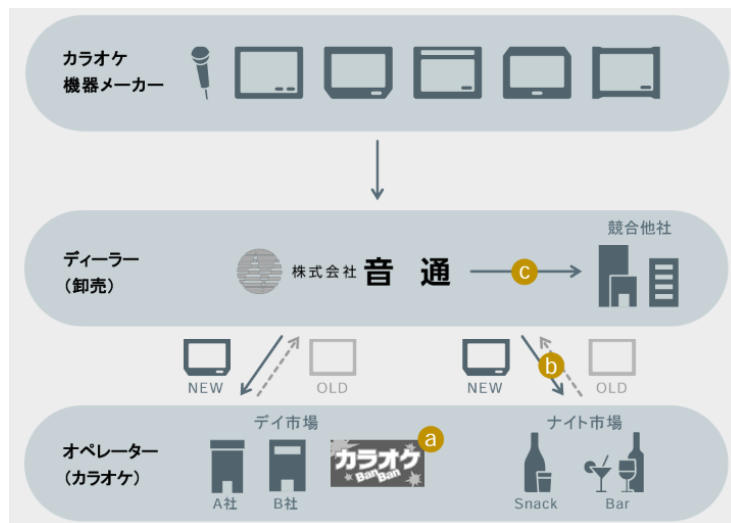 カラオケ
機器メーカー
ディーラー
(卸売)
株式会社 音通
c
競合他社
NEW
OLD
NEW
b
OLD
オペレーター
(カラオケ)
デイ市場
A社
B社
カラオケ
BanBan
a
ナイト市場
Snack
Bar